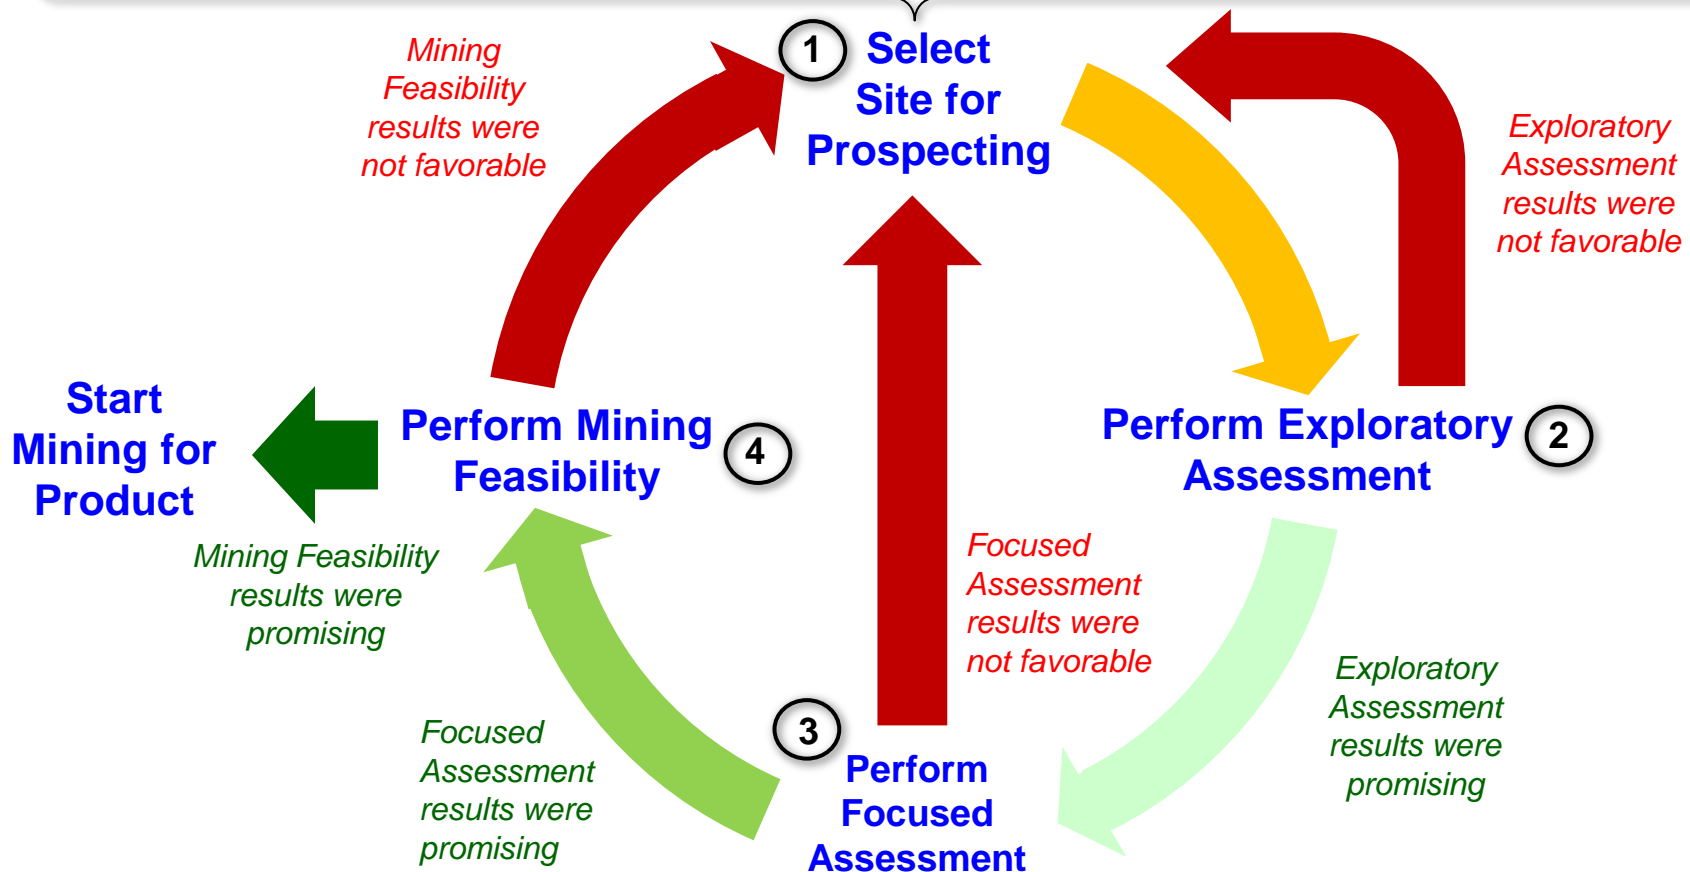 1
Select
Site for
Prospecting
Mining
Feasibility
results were
not favorable
Exploratory
Assessment
results were
not favorable
Perform Exploratory
Assessment
2
Start
Mining for
Product
Perform Mining
Feasibility
4
Mining Feasibility
results were
promising
Focused
Assessment
results were
not favorable
Exploratory
Assessment
results were
promising
3
Perform
Focused
Assessment
Focused
Assessment
results were
promising